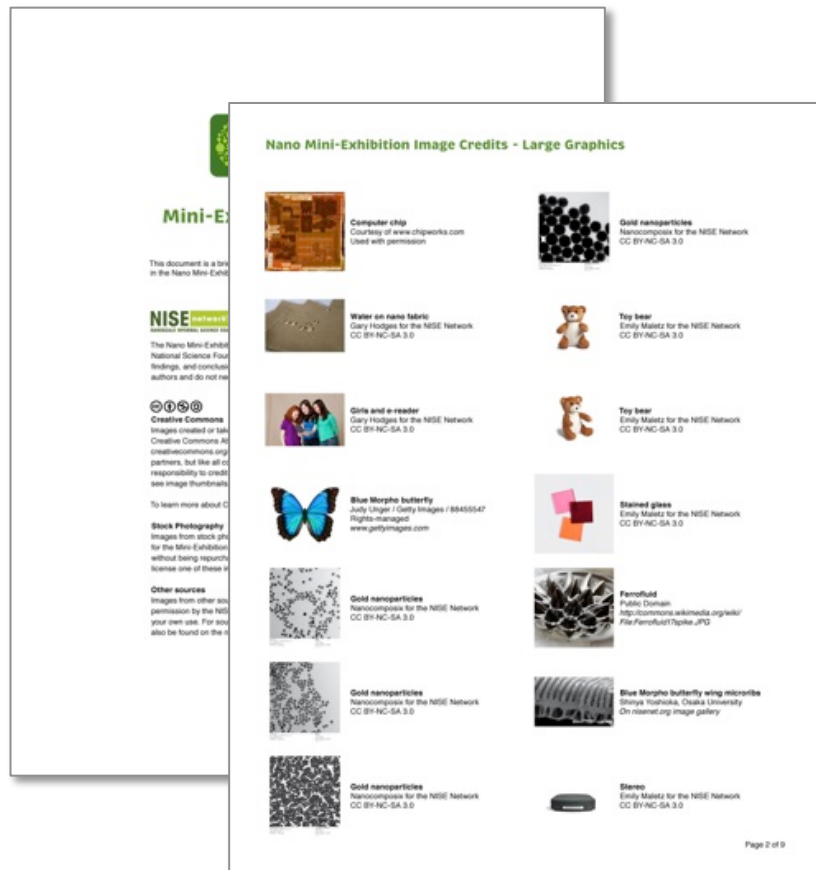 Mini-E
This document is a brie
in the Nano Mini-Exhib
NISE network
The Nano Mini-Exhibit
National Science Foun
findings, and conclusio
authors and do not ne
Creative Commons
Images created or take
Creative Commons At
creativecommons.org
partners, but like all co
responsibility to credit
see image thumbnails
To learn more about C
Stock Photography
Images from stock pho
for the Mini-Exhibition
without being repurcha
license one of these in
Other sources
Images from other sou
permission by the NIS
your own use. For sou
also be found on the n
Nano Mini-Exhibition Image Credits - Large Graphics
Computer chip
Courtesy of www.chipworks.com
Used with permission
Gold nanoparticles
Nanocomposix for the NISE Network
CC BY-NC-SA 3.0
Water on nano fabric
Gary Hodges for the NISE Network
CC BY-NC-SA 3.0
Toy bear
Emily Maletz for the NISE Network
CC BY-NC-SA 3.0
Girls and e-reader
Gary Hodges for the NISE Network
CC BY-NC-SA 3.0
Toy bear
Emily Maletz for the NISE Network
CC BY-NC-SA 3.0
Blue Morpho butterfly
Judy Unger / Getty Images / 88455547
Rights-managed
www.gettyimages.com
Stained glass
Emily Maletz for the NISE Network
CC BY-NC-SA 3.0
Gold nanoparticles
Nanocomposix for the NISE Network
CC BY-NC-SA 3.0
Ferrofluid
Public Domain
http://commons.wikimedia.org/wiki/
File:Ferrofluid17spike.JPG
Gold nanoparticles
Nanocomposix for the NISE Network
CC BY-NC-SA 3.0
Blue Morpho butterfly wing microribs
Shinya Yoshioka, Osaka University
On nisenet.org image gallery
Gold nanoparticles
Nanocomposix for the NISE Network
CC BY-NC-SA 3.0
Stereo
Emily Maletz for the NISE Network
CC BY-NC-SA 3.0
Page 2 of 9